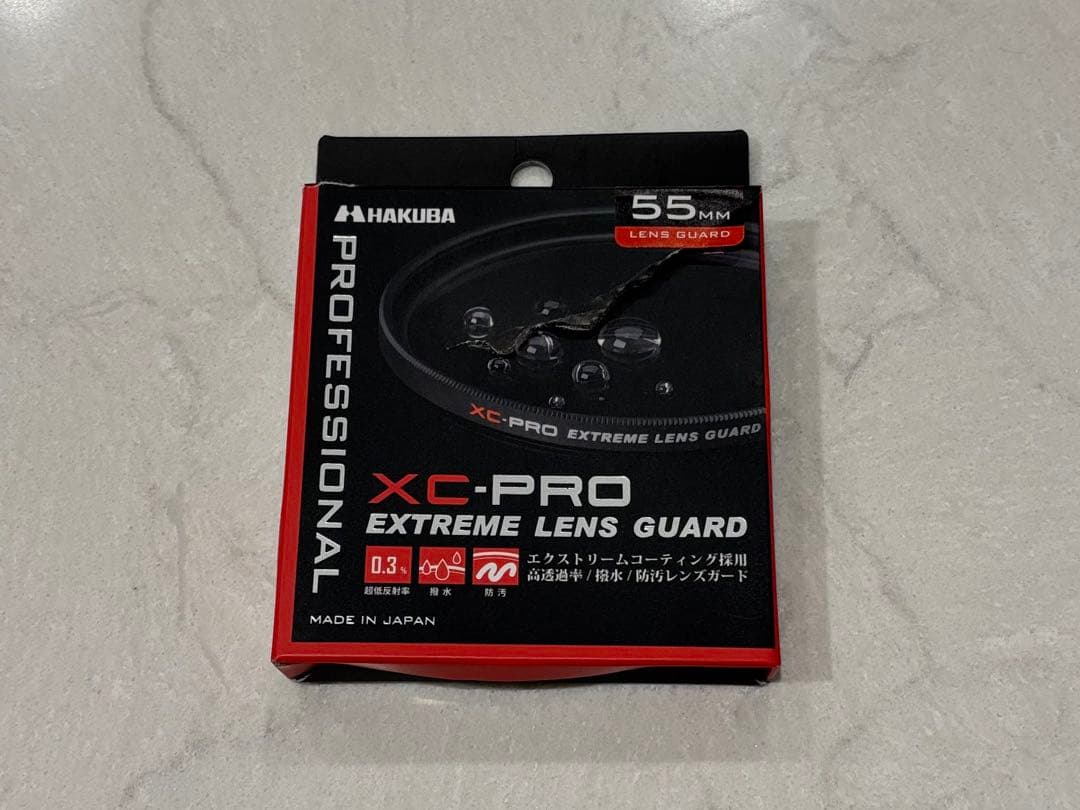 HAKUBA
55MM
LENS GUARD
PROFESSIONAL
XC-PRO EXTREME LENS GUARD
XC-PRO
EXTREME LENS GUARD
0.3%
超低反射率
撥水
防汚
エクストリームコーティング採用
高透過率/撥水/防汚レンズガード
MADE IN JAPAN